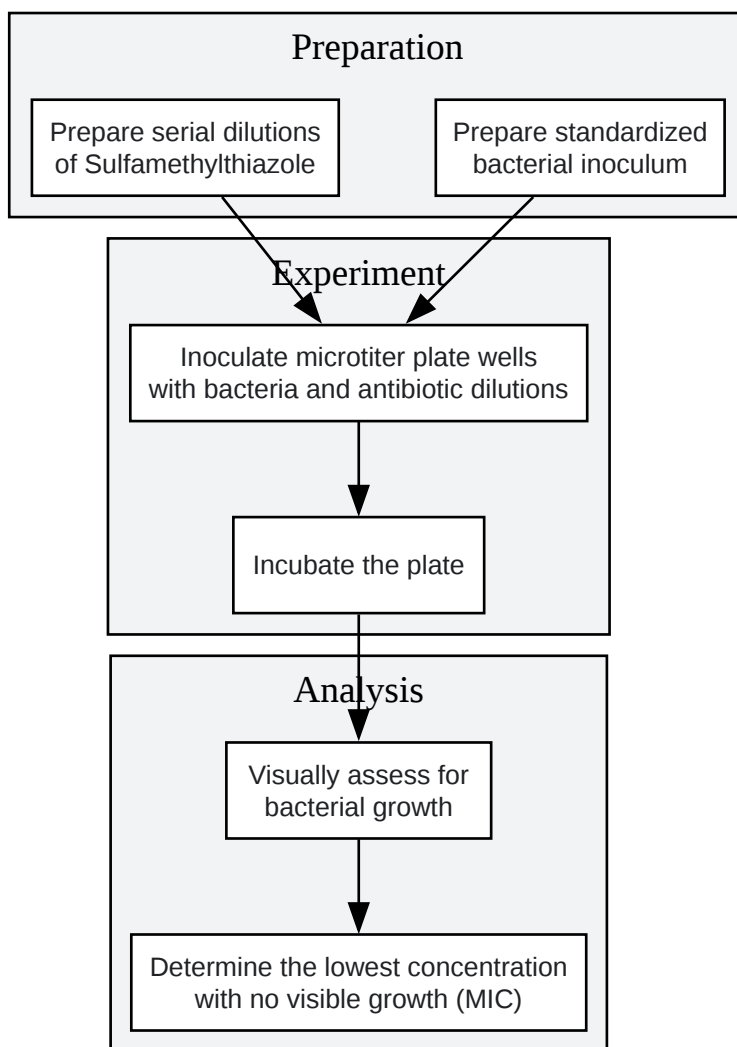 Preparation
Prepare serial dilutions
of Sulfamethylthiazole
Prepare standardized
bacterial inoculum
Experiment
Inoculate microtiter plate wells
with bacteria and antibiotic dilutions
Incubate the plate
Analysis
Visually assess for
bacterial growth
Determine the lowest concentration
with no visible growth (MIC)